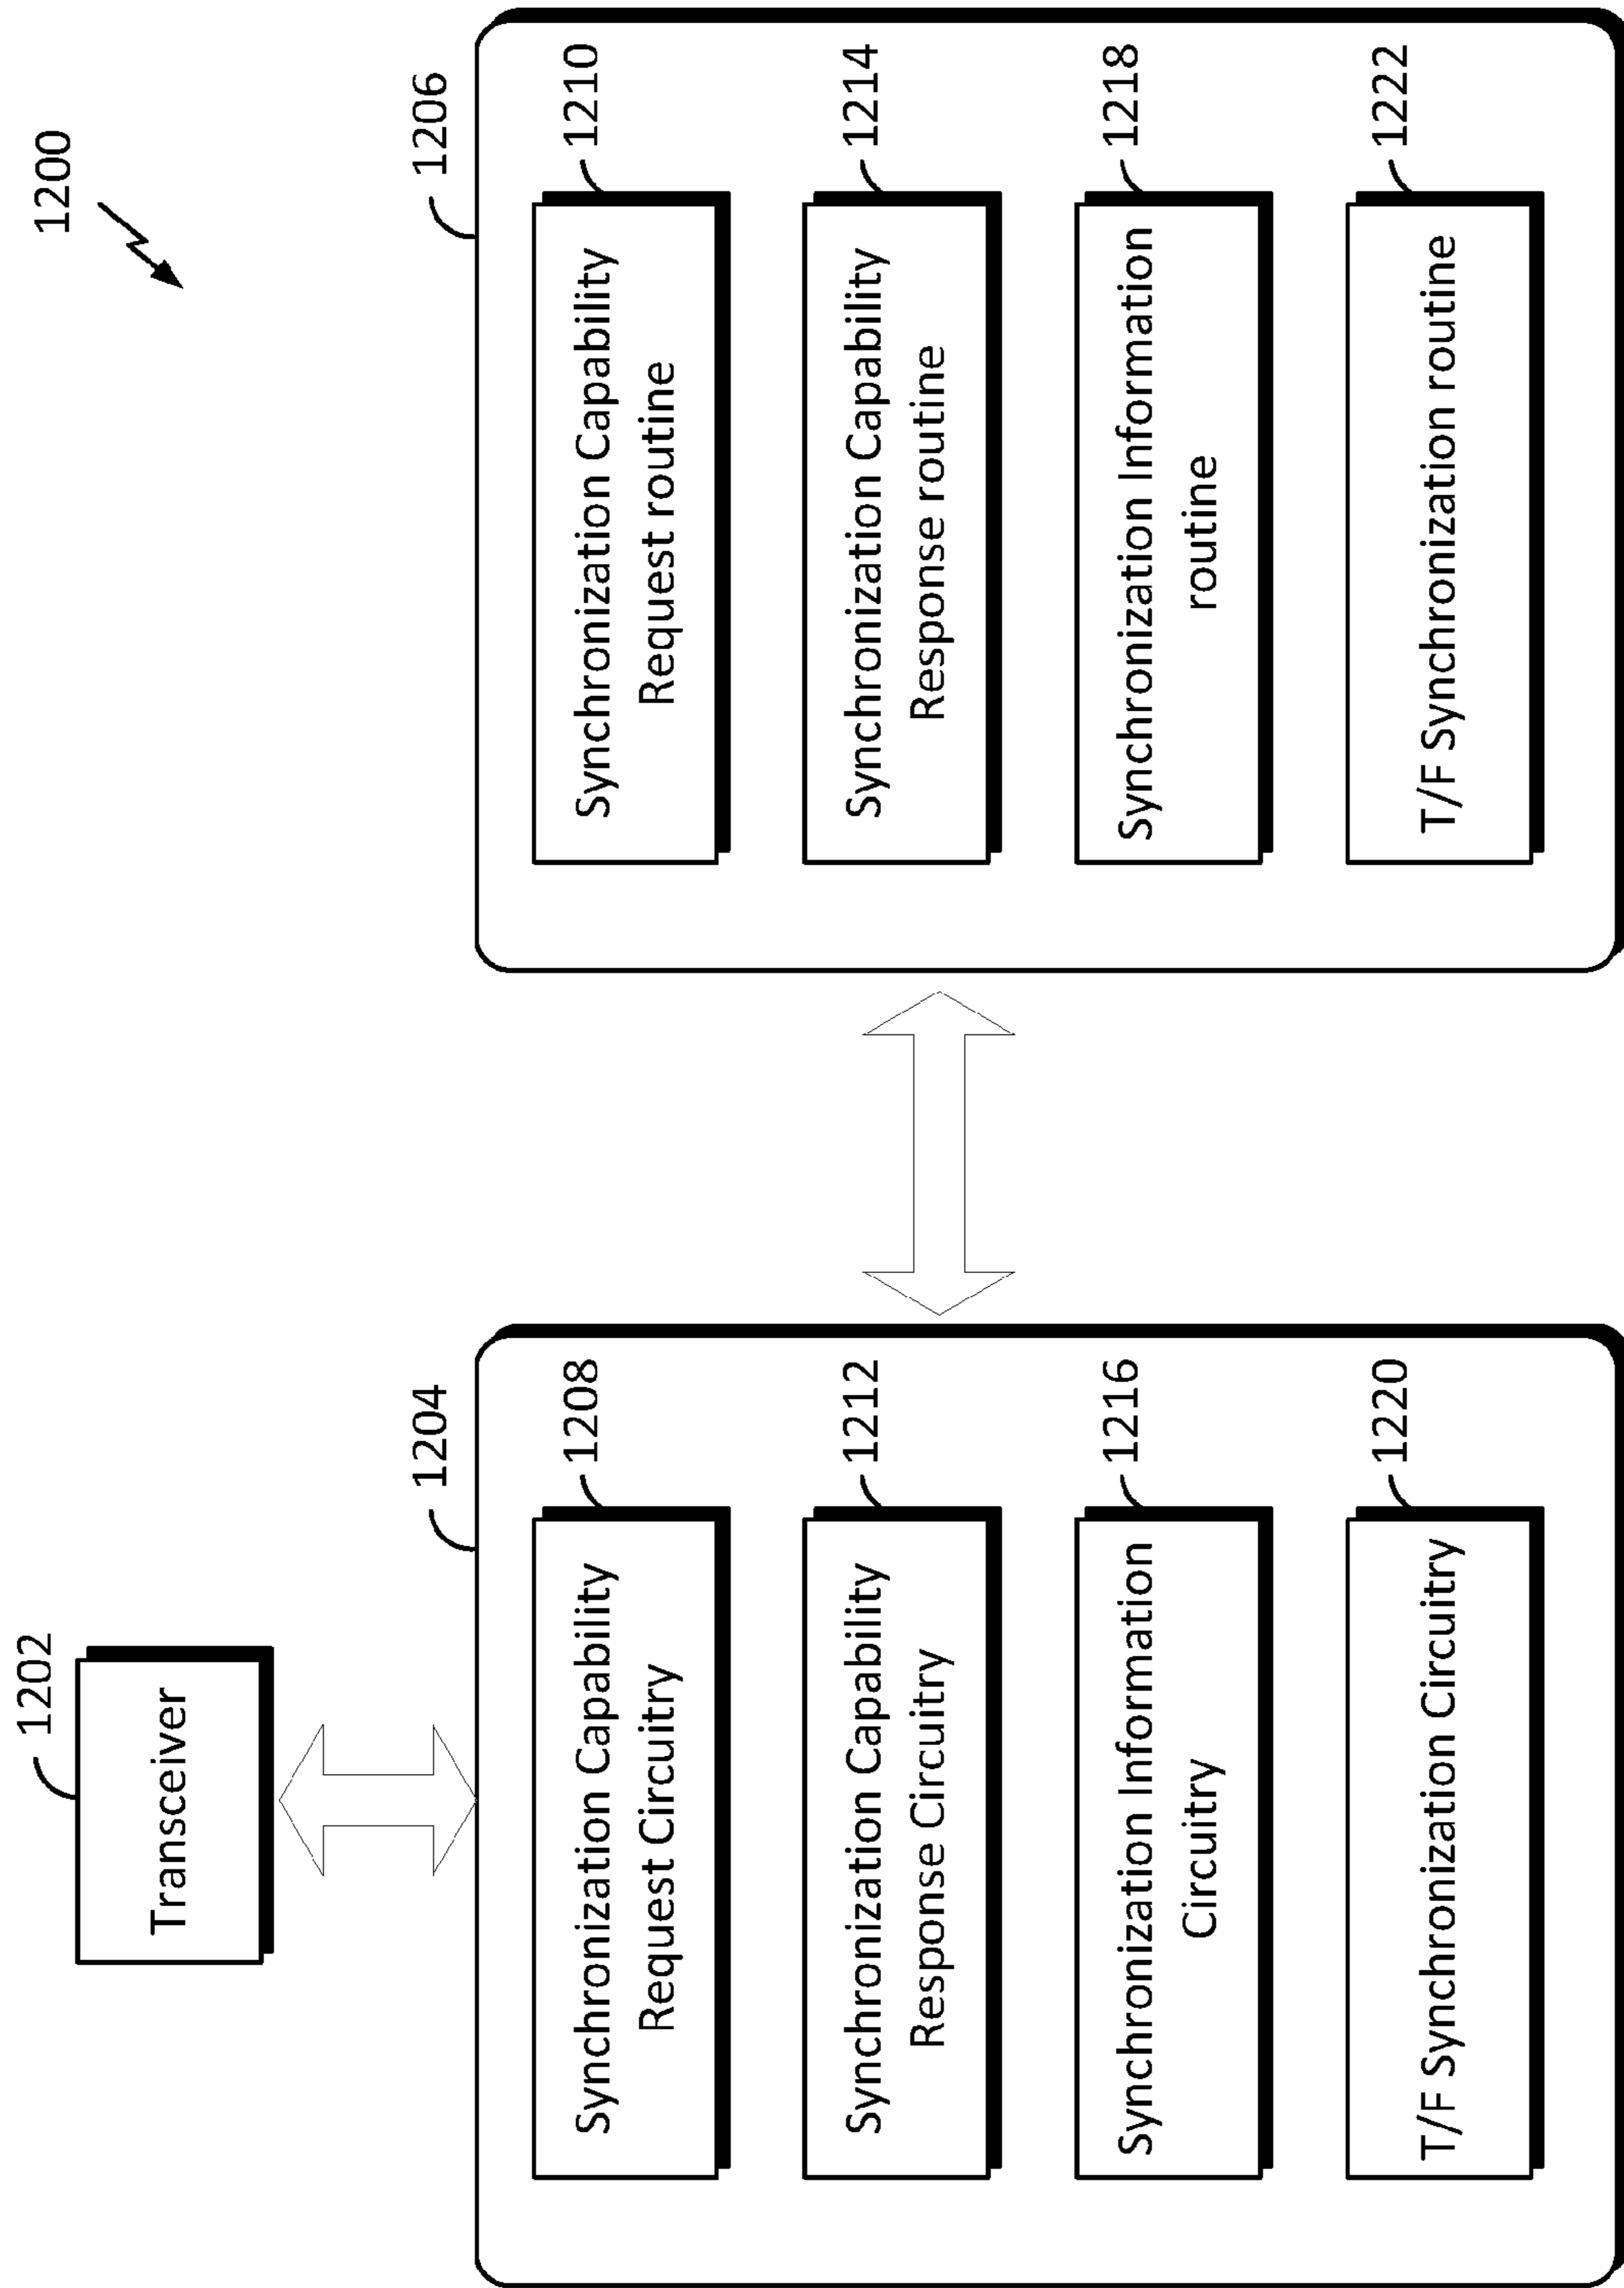 1200
1202
Transceiver
1204
1208
Synchronization Capability
Request Circuitry
1212
Synchronization Capability
Response Circuitry
1216
Synchronization Information
Circuitry
1220
T/F Synchronization Circuitry
1206
1210
Synchronization Capability
Request routine
1214
Synchronization Capability
Response routine
1218
Synchronization Information
routine
1222
T/F Synchronization routine